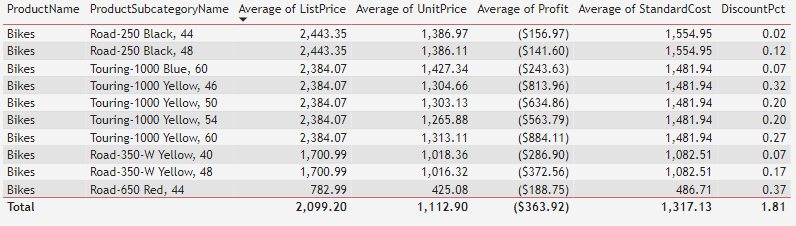 ProductName ProductSubcategoryName Average of ListPrice Average of UnitPrice Average of Profit Average of StandardCost DiscountPct
Bikes Road-250 Black, 44 2,443.35 1,386.97 ($156.97) 1,554.95 0.02
Bikes Road-250 Black, 48 2,443.35 1,386.11 ($141.60) 1,554.95 0.12
Bikes Touring-1000 Blue, 60 2,384.07 1,427.34 ($243.63) 1,481.94 0.07
Bikes Touring-1000 Yellow, 46 2,384.07 1,304.66 ($813.96) 1,481.94 0.32
Bikes Touring-1000 Yellow, 50 2,384.07 1,303.13 ($634.86) 1,481.94 0.20
Bikes Touring-1000 Yellow, 54 2,384.07 1,265.88 ($563.79) 1,481.94 0.20
Bikes Touring-1000 Yellow, 60 2,384.07 1,313.11 ($884.11) 1,481.94 0.27
Bikes Road-350-W Yellow, 40 1,700.99 1,018.36 ($286.90) 1,082.51 0.07
Bikes Road-350-W Yellow, 48 1,700.99 1,016.32 ($372.56) 1,082.51 0.17
Bikes Road-650 Red, 44 782.99 425.08 ($188.75) 486.71 0.37
Total 2,099.20 1,112.90 ($363.92) 1,317.13 1.81